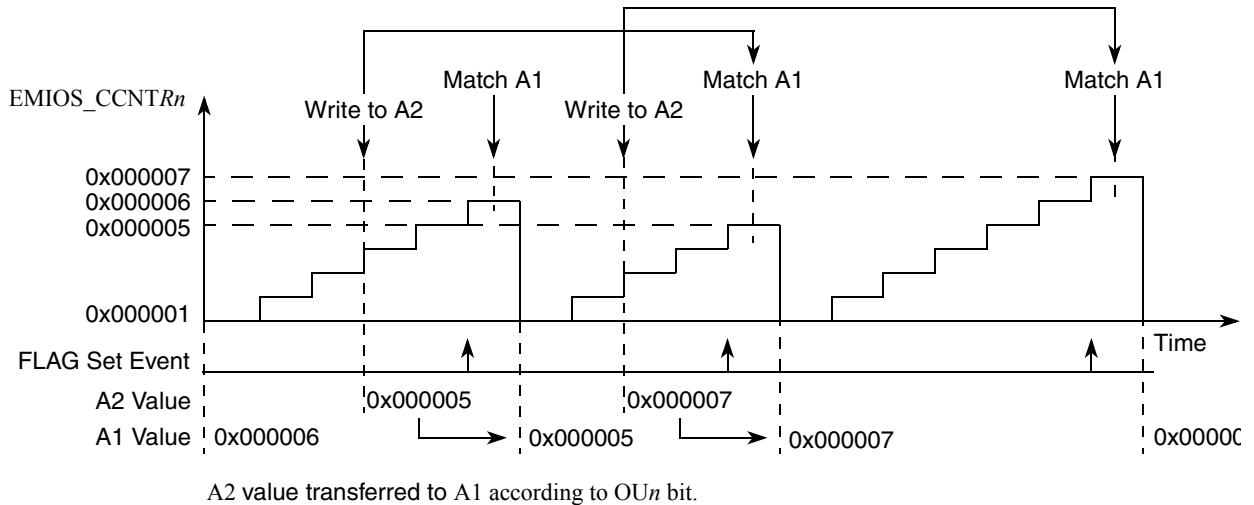 Match A1
Match A1
Match A1
EMIOS_CCNTRn
Write to A2
Write to A2
0x000007
0x000006
0x000005
0x000001
Time
FLAG Set Event
A2 Value
0x000005
0x000007
A1 Value
0x000006
0x000005
0x000007
0x00000
A2 value transferred to A1 according to OUn bit.